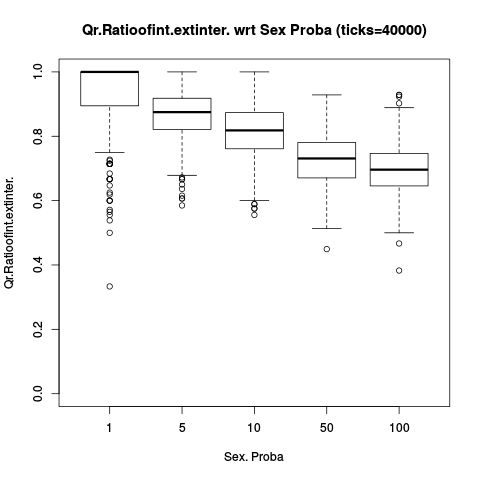 Qr.Ratioofint.extinter. wrt Sex Proba (ticks=40000)
Qr.Ratioofint.extinter.
1.0
0.8
0.6
0.4
0.2
0.0
1 5 10 50 100
Sex. Proba